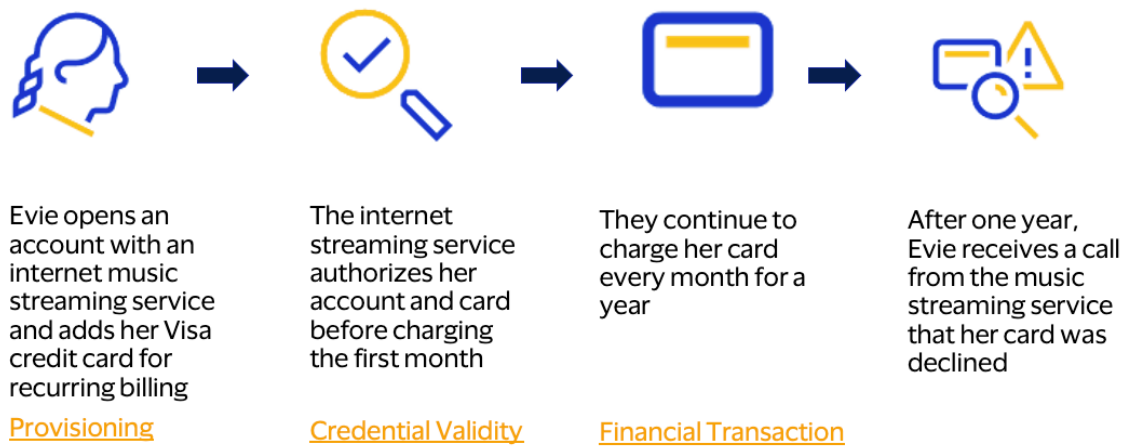 Evie opens an
account with an
internet music
streaming service
and adds her Visa
credit card for
recurring billing
Provisioning
The internet
streaming service
authorizes her
account and card
before charging
the first month
Credential Validity
They continue to
charge her card
every month for a
year
Financial Transaction
After one year,
Evie receives a call
from the music
streaming service
that her card was
declined